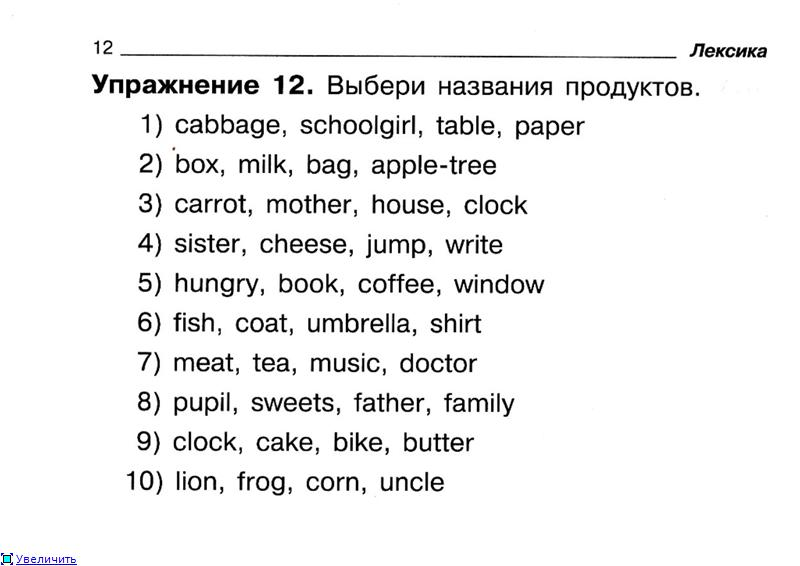 12 Лексика
Упражнение 12. Выбери названия продуктов.
1) cabbage, schoolgirl, table, paper
2) box, milk, bag, apple-tree
3) carrot, mother, house, clock
4) sister, cheese, jump, write
5) hungry, book, coffee, window
6) fish, coat, umbrella, shirt
7) meat, tea, music, doctor
8) pupil, sweets, father, family
9) clock, cake, bike, butter
10) lion, frog, corn, uncle
Увеличить